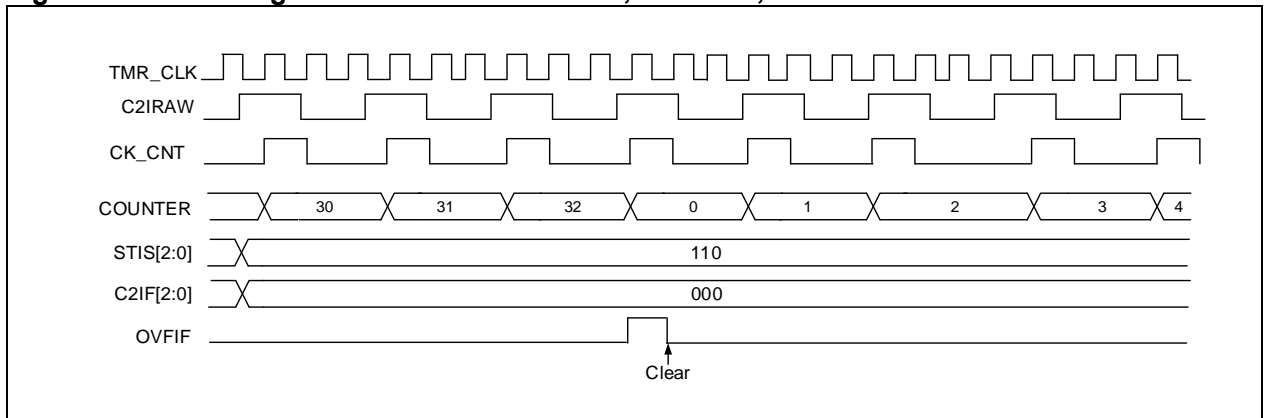 TMR_CLK
C2IRAW
CK_CNT
COUNTER 30 31 32 0 1 2 3 4
STIS[2:0] 110
C2IF[2:0] 000
OVFIF
Clear